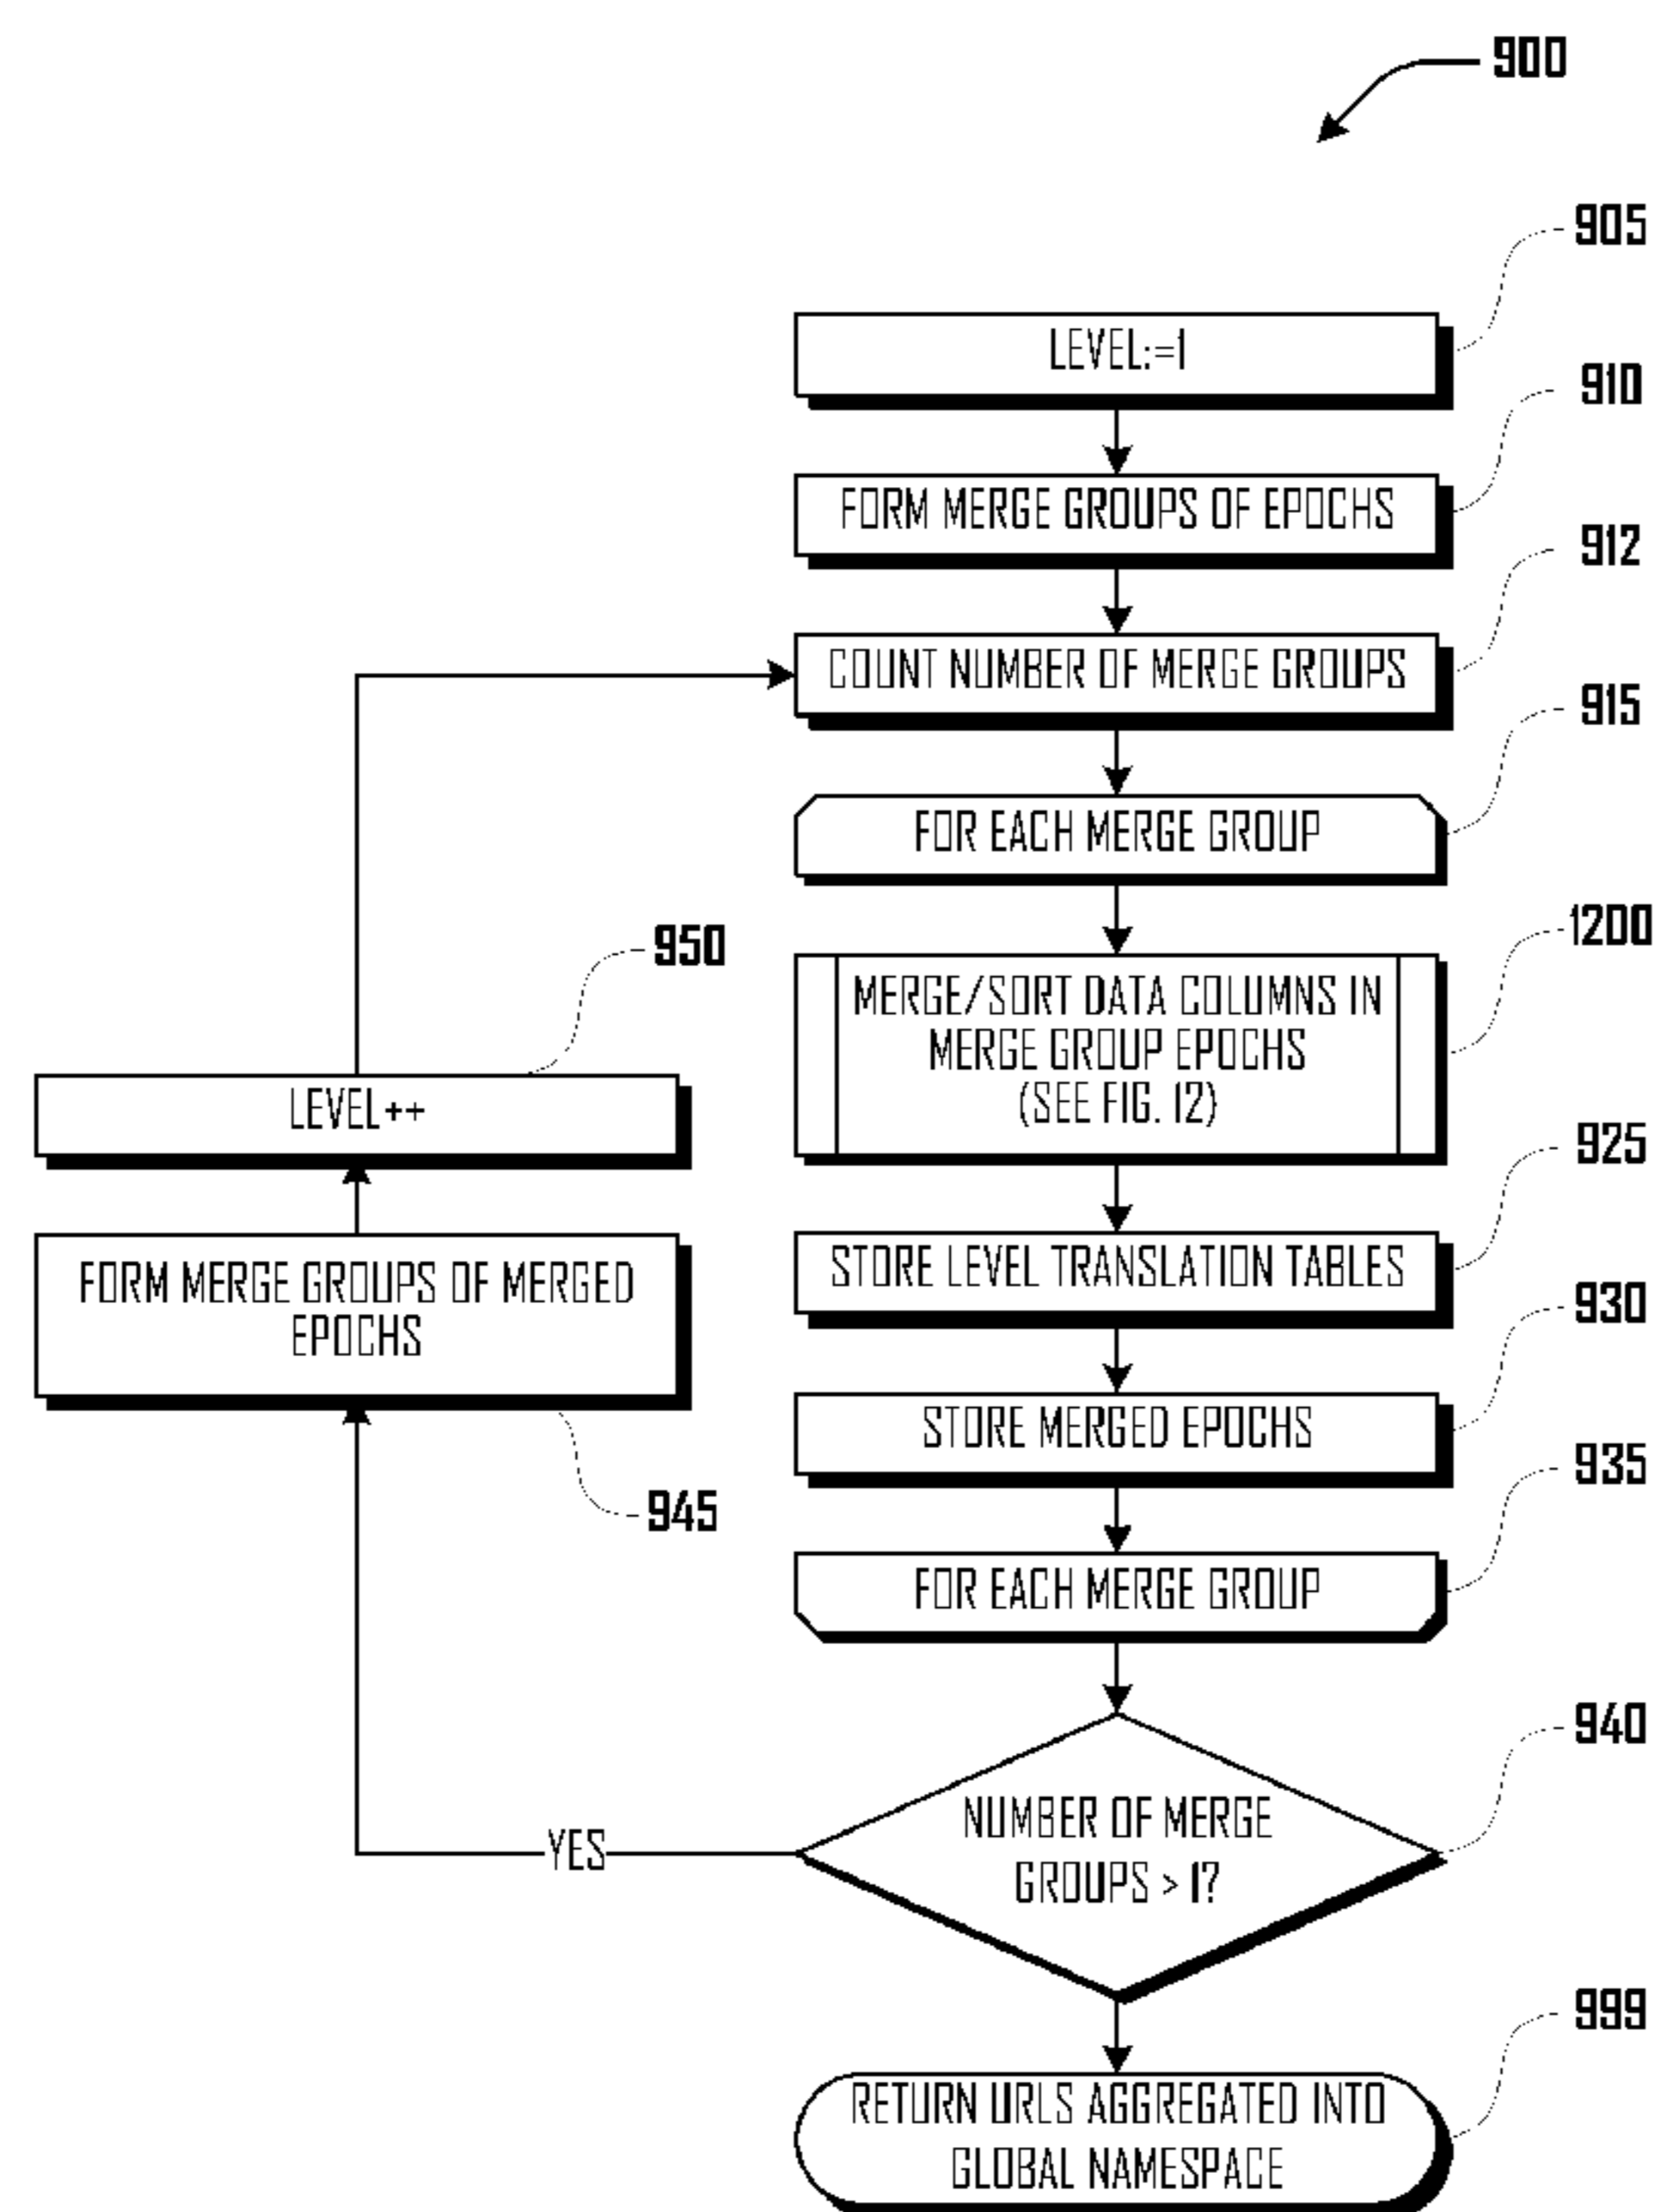 900
905
LEVEL:=1
910
FORM MERGE GROUPS OF EPOCHS
912
COUNT NUMBER OF MERGE GROUPS
915
FOR EACH MERGE GROUP
1200
MERGE/SORT DATA COLUMNS IN
MERGE GROUP EPOCHS
(SEE FIG. 12)
950
LEVEL++
925
STORE LEVEL TRANSLATION TABLES
FORM MERGE GROUPS OF MERGED
EPOCHS
930
STORE MERGED EPOCHS
935
945
FOR EACH MERGE GROUP
940
NUMBER OF MERGE
GROUPS > 1?
YES
999
RETURN URLS AGGREGATED INTO
GLOBAL NAMESPACE